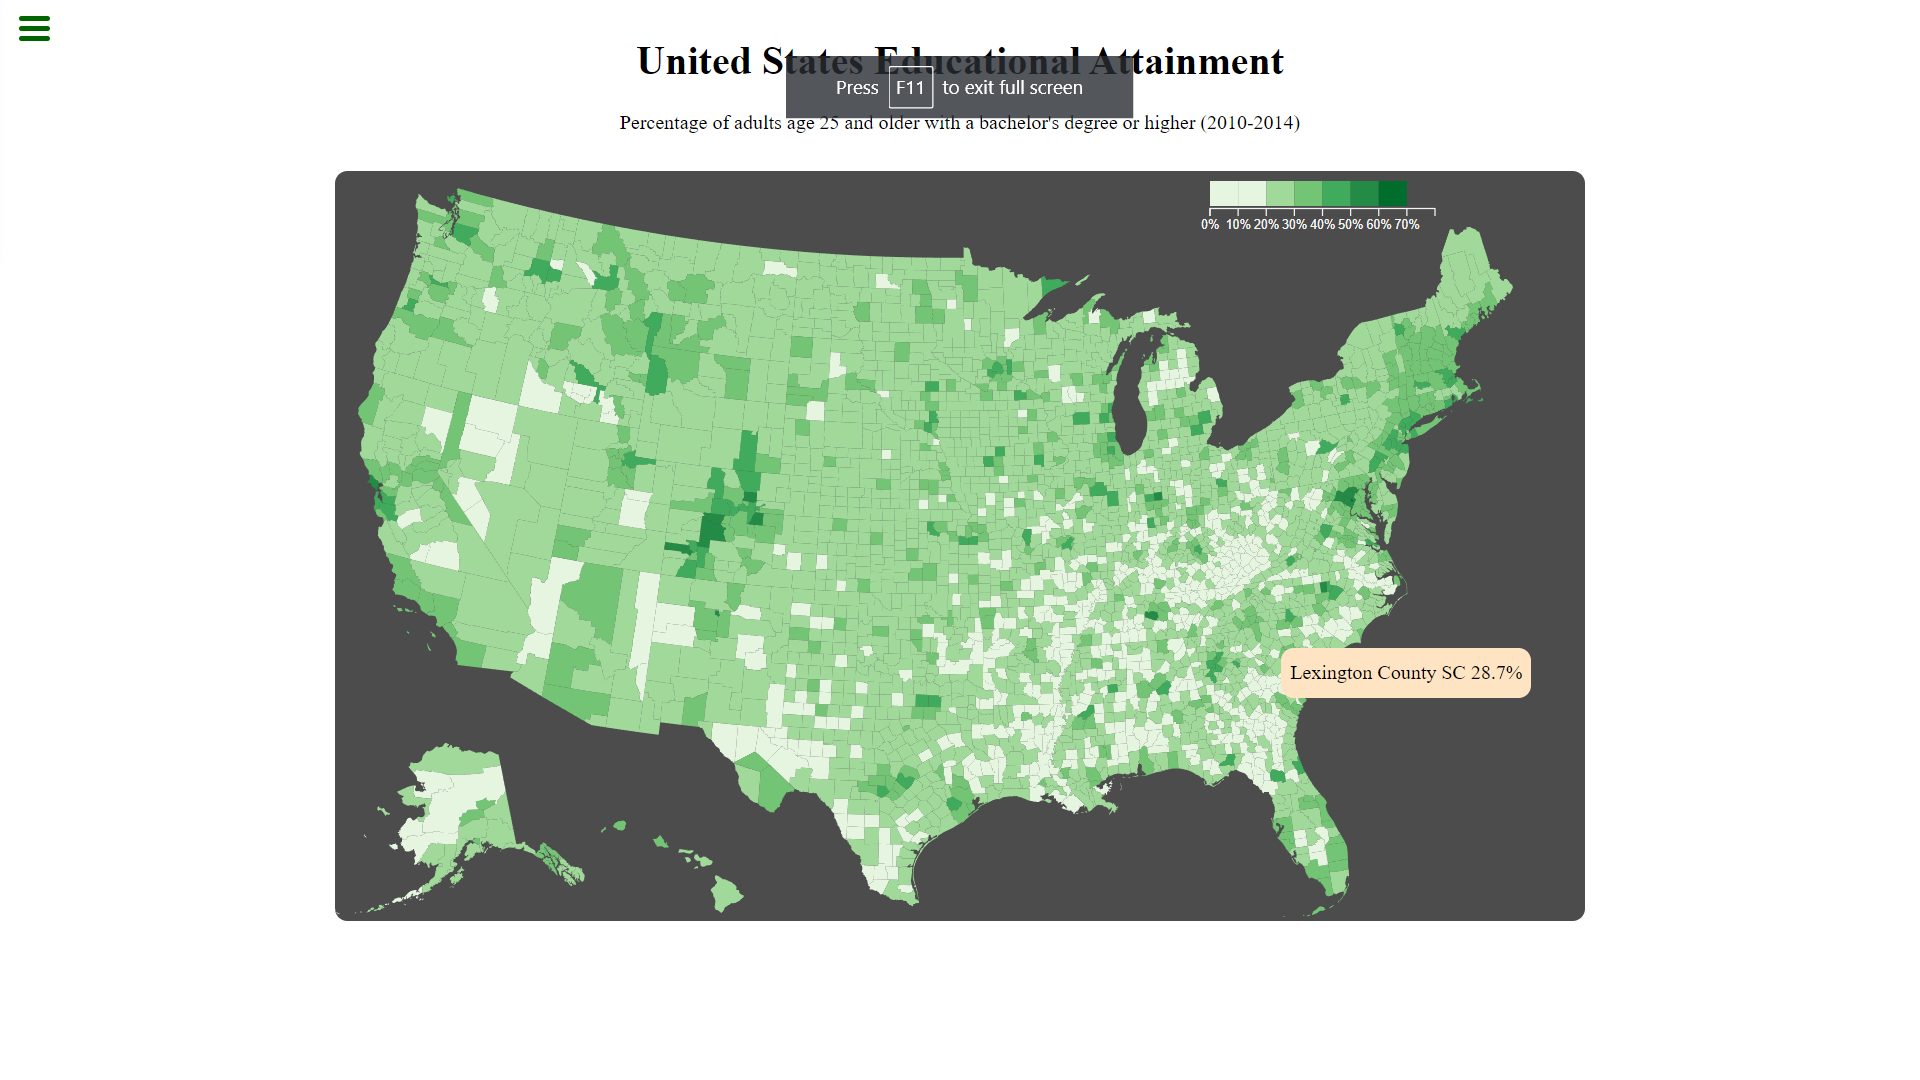 United States Educational Attainment
Press F11 to exit full screen
Percentage of adults age 25 and older with a bachelor's degree or higher (2010-2014)
0% 10% 20% 30% 40% 50% 60% 70%
Lexington County SC 28.7%